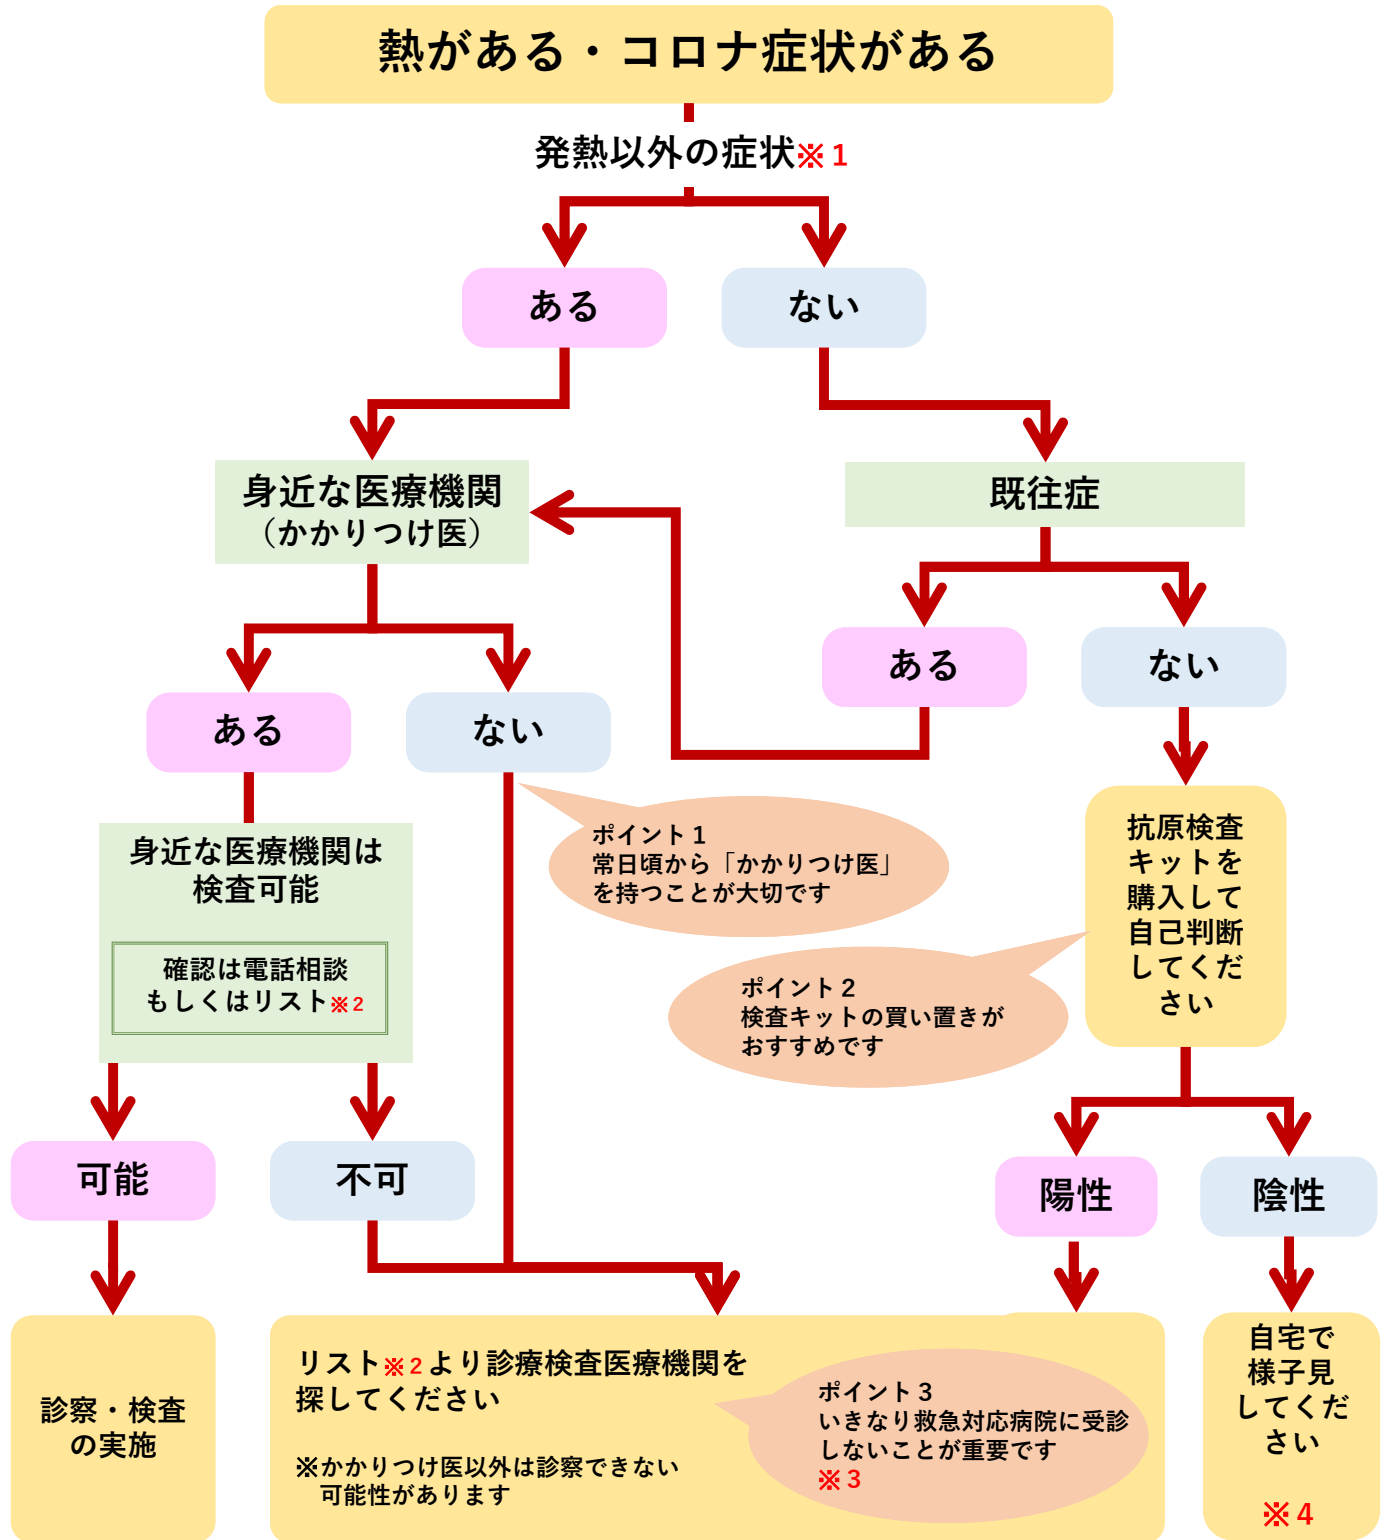 熱がある・コロナ症状がある
発熱以外の症状※1
ある
ない
身近な医療機関
（かかりつけ医）
既往症
ある
ない
ある
ない
身近な医療機関は
検査可能
確認は電話相談
もしくはリスト※2
ポイント1
常日頃から「かかりつけ医」
を持つことが大切です
抗原検査
キットを
購入して
自己判断
してくだ
さい
ポイント2
検査キットの買い置きが
おすすめです
可能
不可
陽性
陰性
診察・検査
の実施
リスト※2より診療検査医療機関を
探してください
※かかりつけ医以外は診察できない
可能性があります
ポイント3
いきなり救急対応病院に受診
しないことが重要です
※3
自宅で
様子見
してくだ
さい
※4